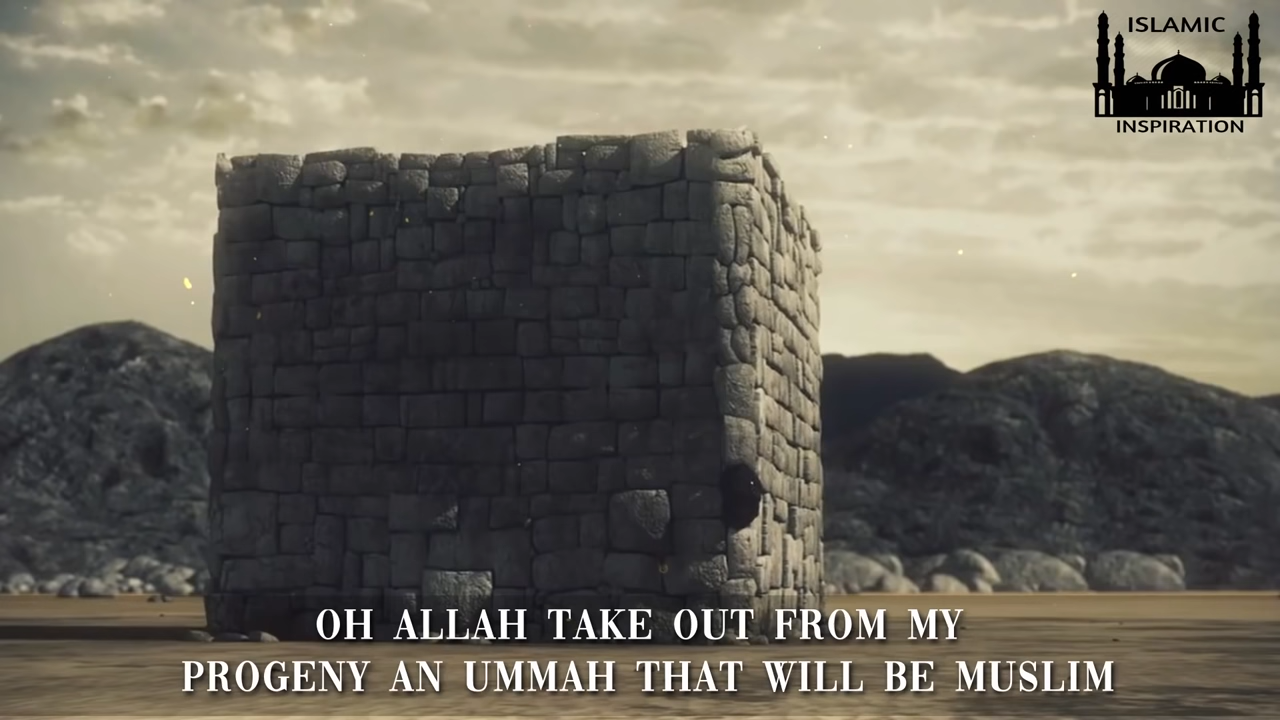 ISLAMIC
INSPIRATION
OH ALLAH TAKE OUT FROM MY
PROGENY AN UMMAH THAT WILL BE MUSLIM